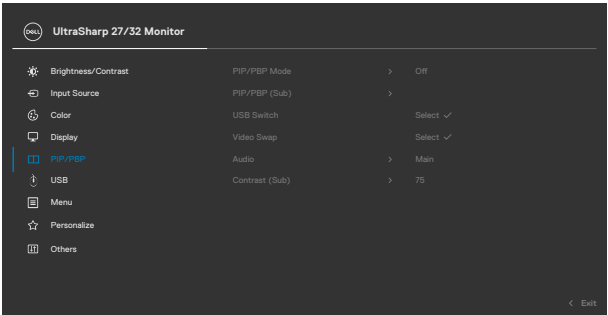 DELL UltraSharp 27/32 Monitor
Brightness/Contrast PIP/PBP Mode > Off
Input Source PIP/PBP (Sub) >
Color USB Switch Select ✓
Display Video Swap Select ✓
PIP/PBP Audio > Main
USB Contrast (Sub) > 75
Menu
Personalize
Others
< Exit